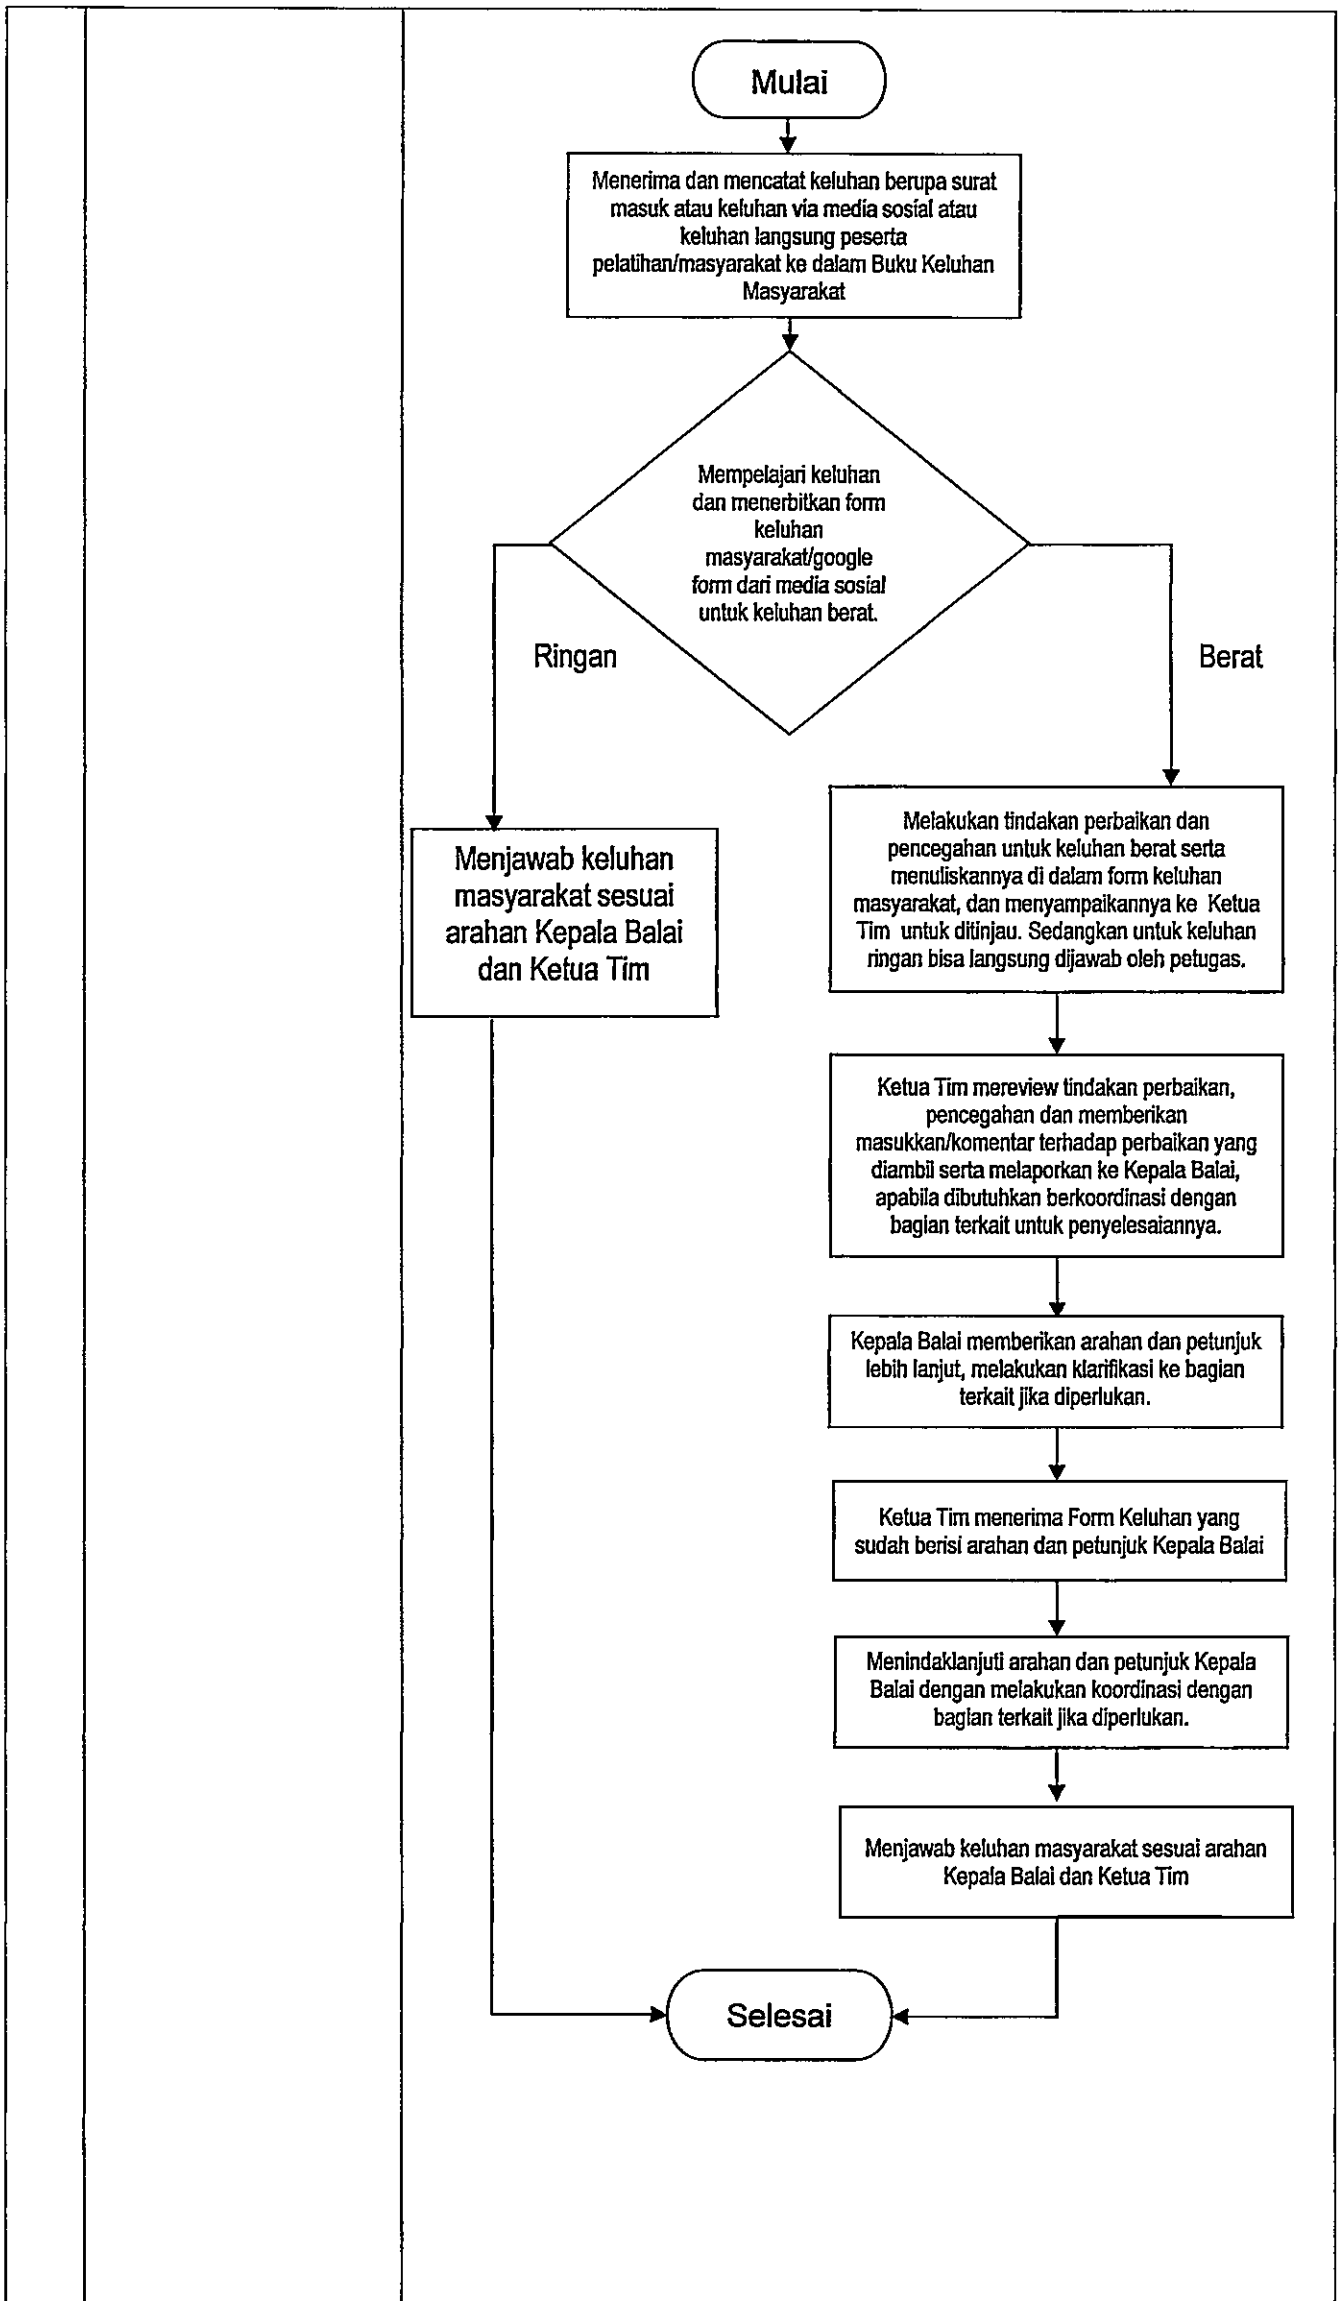 Mulai
Menerima dan mencatat keluhan berupa surat
masuk atau keluhan via media sosial atau
keluhan langsung peserta
pelatihan/masyarakat ke dalam Buku Keluhan
Masyarakat
Mempelajari keluhan
dan menerbitkan form
keluhan
masyarakat/google
form dari media sosial
untuk keluhan berat.
Ringan
Berat
Menjawab keluhan
masyarakat sesuai
arahan Kepala Balai
dan Ketua Tim
Melakukan tindakan perbaikan dan
pencegahan untuk keluhan berat serta
menuliskannya di dalam form keluhan
masyarakat, dan menyampaikannya ke Ketua
Tim untuk ditinjau. Sedangkan untuk keluhan
ringan bisa langsung dijawab oleh petugas.
Ketua Tim mereview tindakan perbaikan,
pencegahan dan memberikan
masukkan/komentar terhadap perbaikan yang
diambil serta melaporkan ke Kepala Balai,
apabila dibutuhkan berkoordinasi dengan
bagian terkait untuk penyelesaiannya.
Kepala Balai memberikan arahan dan petunjuk
lebih lanjut, melakukan klarifikasi ke bagian
terkait jika diperlukan.
Ketua Tim menerima Form Keluhan yang
sudah berisi arahan dan petunjuk Kepala Balai
Menindaklanjuti arahan dan petunjuk Kepala
Balai dengan melakukan koordinasi dengan
bagian terkait jika diperlukan.
Menjawab keluhan masyarakat sesuai arahan
Kepala Balai dan Ketua Tim
Selesai